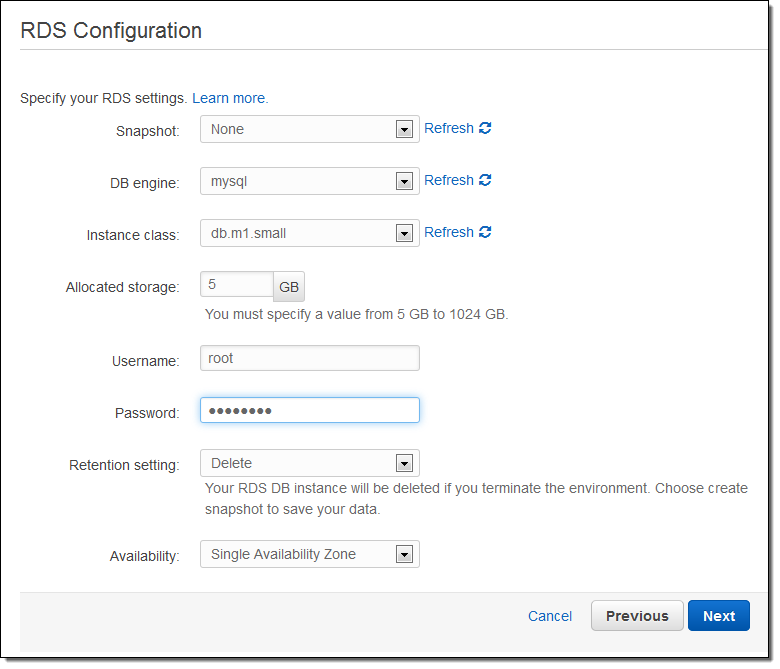 RDS Configuration
Specify your RDS settings. Learn more.
Snapshot: None Refresh
DB engine: mysql Refresh
Instance class: db.m1.small Refresh
Allocated storage: 5 GB
You must specify a value from 5 GB to 1024 GB.
Username: root
Password: ●●●●●●●●
Retention setting: Delete
Your RDS DB instance will be deleted if you terminate the environment. Choose create
snapshot to save your data.
Availability: Single Availability Zone
Cancel Previous Next